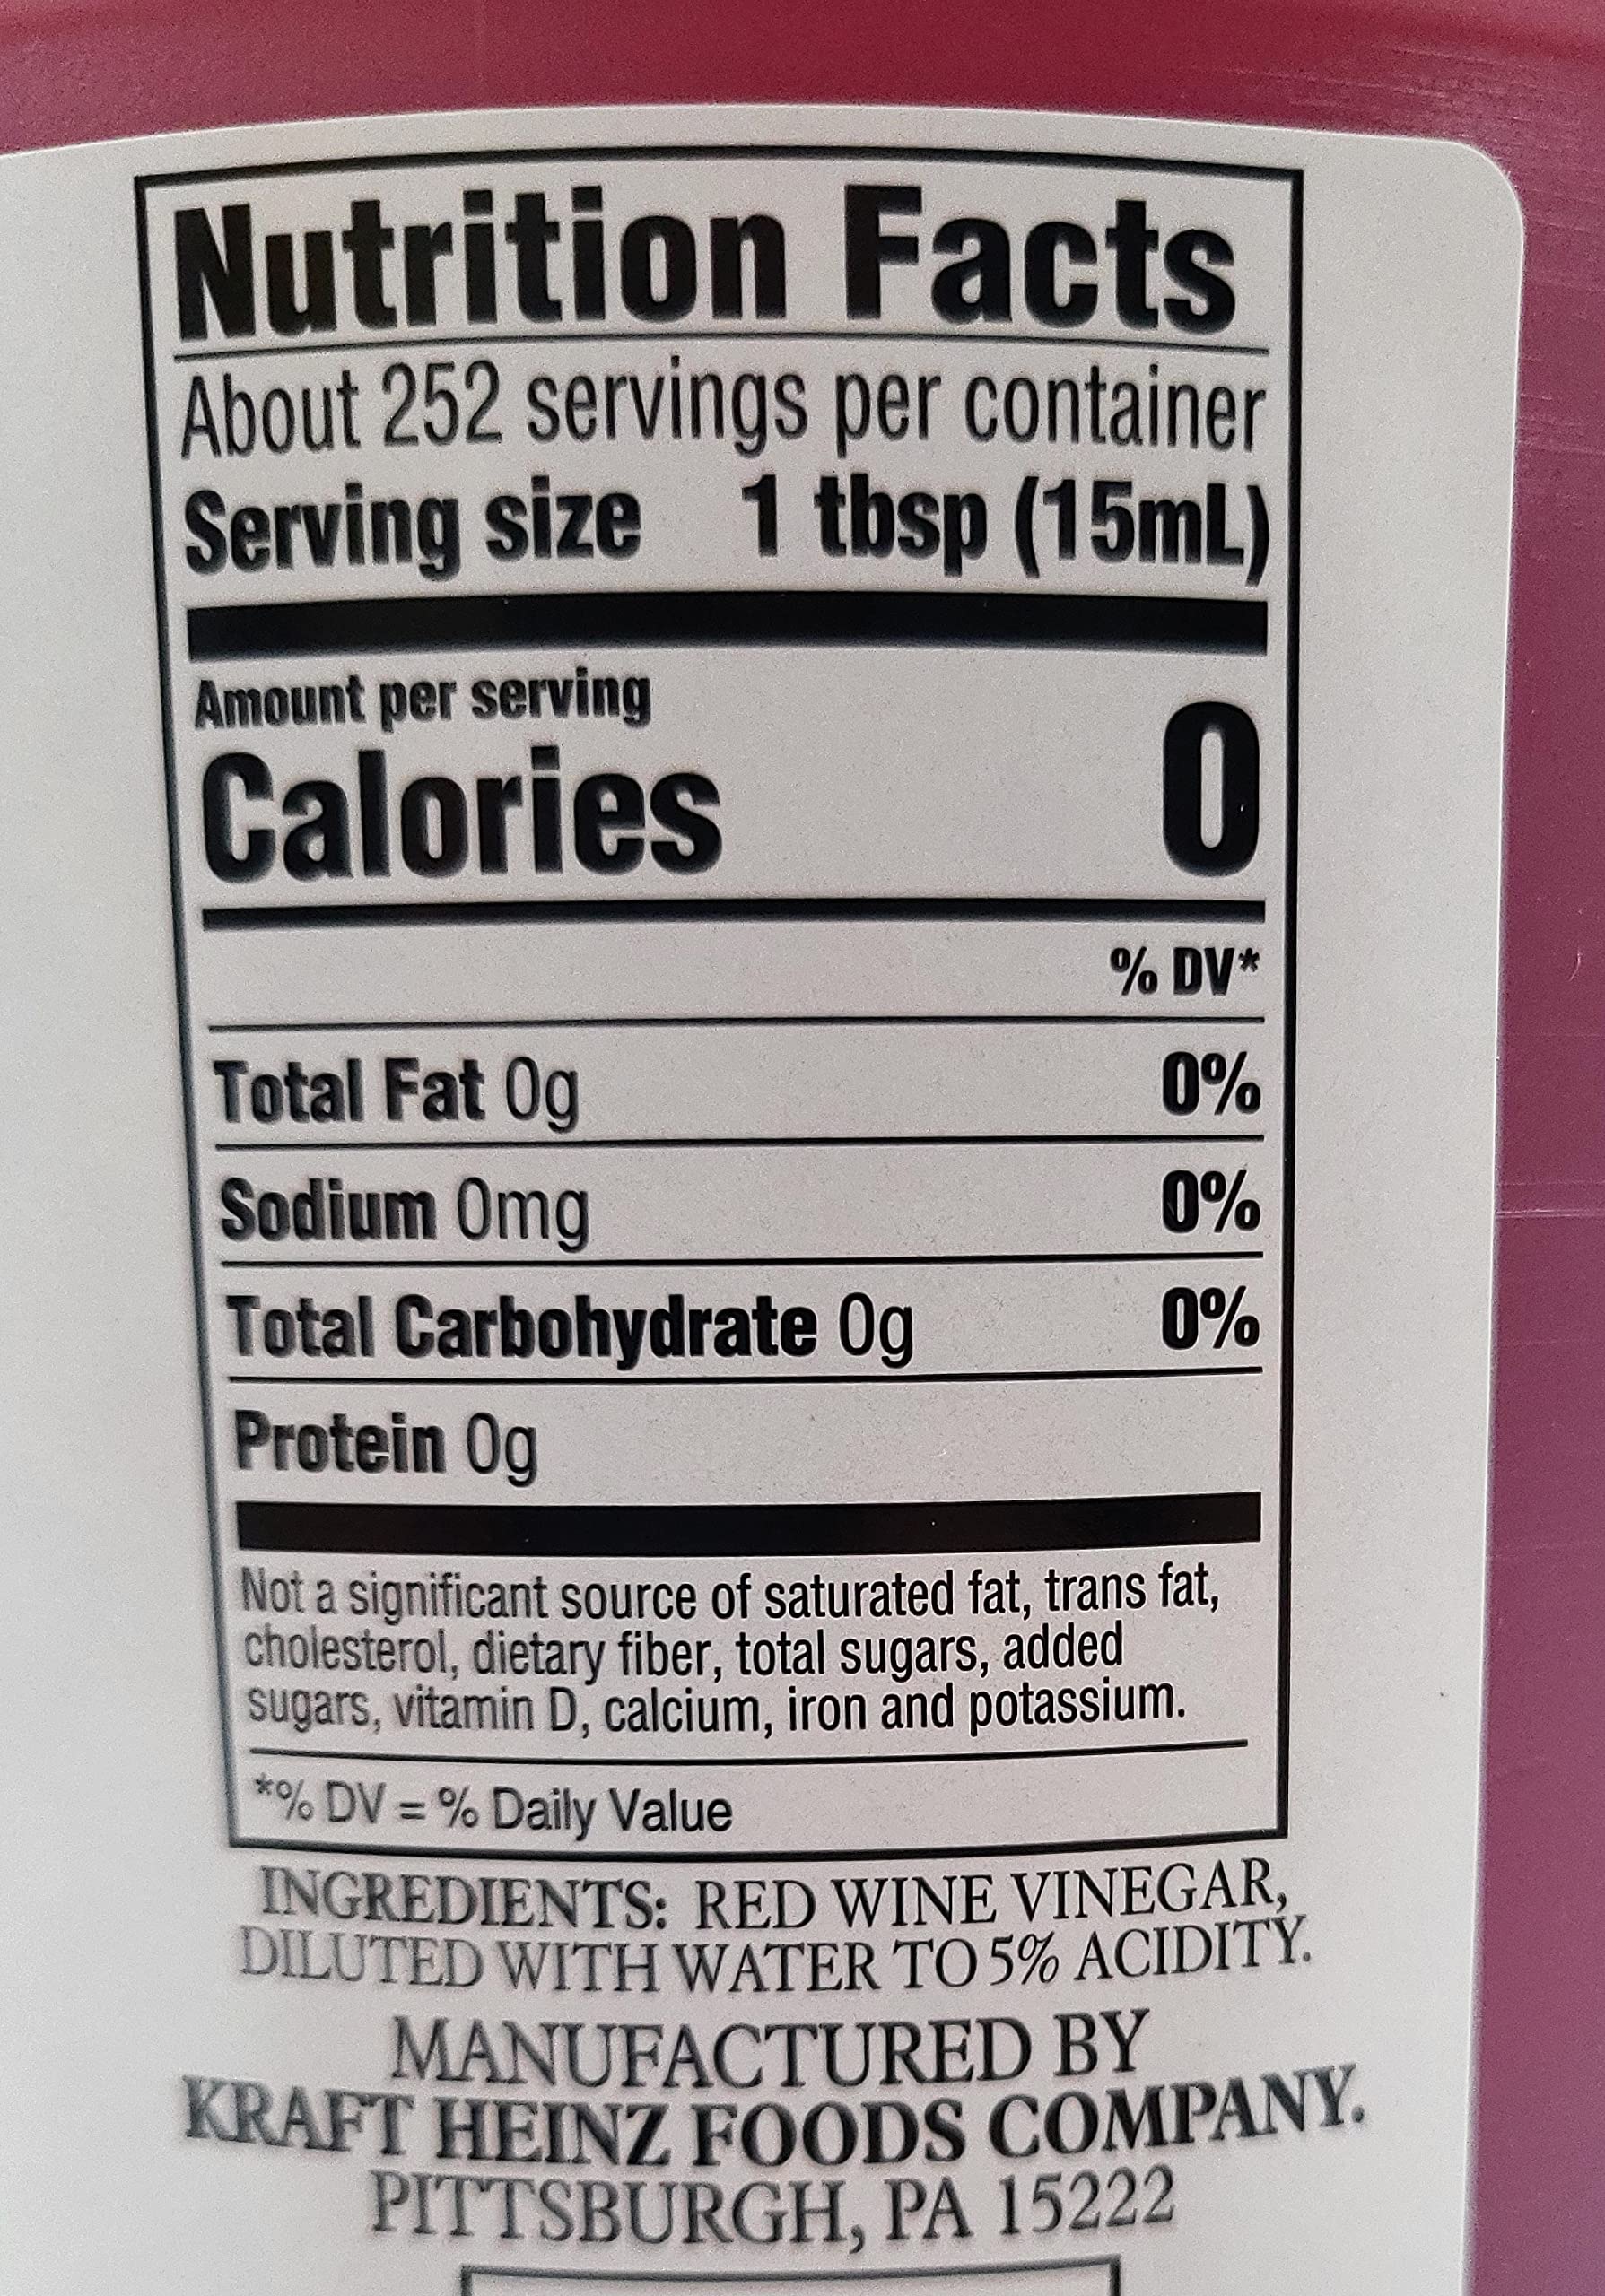 Nutrition Facts
About 252 servings per container
Serving size 1 tbsp (15mL)
Amount per serving
Calories 0
% DV*
Total Fat 0g 0%
Sodium 0mg 0%
Total Carbohydrate 0g 0%
Protein 0g
Not a significant source of saturated fat, trans fat,
cholesterol, dietary fiber, total sugars, added
sugars, vitamin D, calcium, iron and potassium.
*% DV = % Daily Value
INGREDIENTS: RED WINE VINEGAR,
DILUTED WITH WATER TO 5% ACIDITY.
MANUFACTURED BY
KRAFT HEINZ FOODS COMPANY.
PITTSBURGH, PA 15222